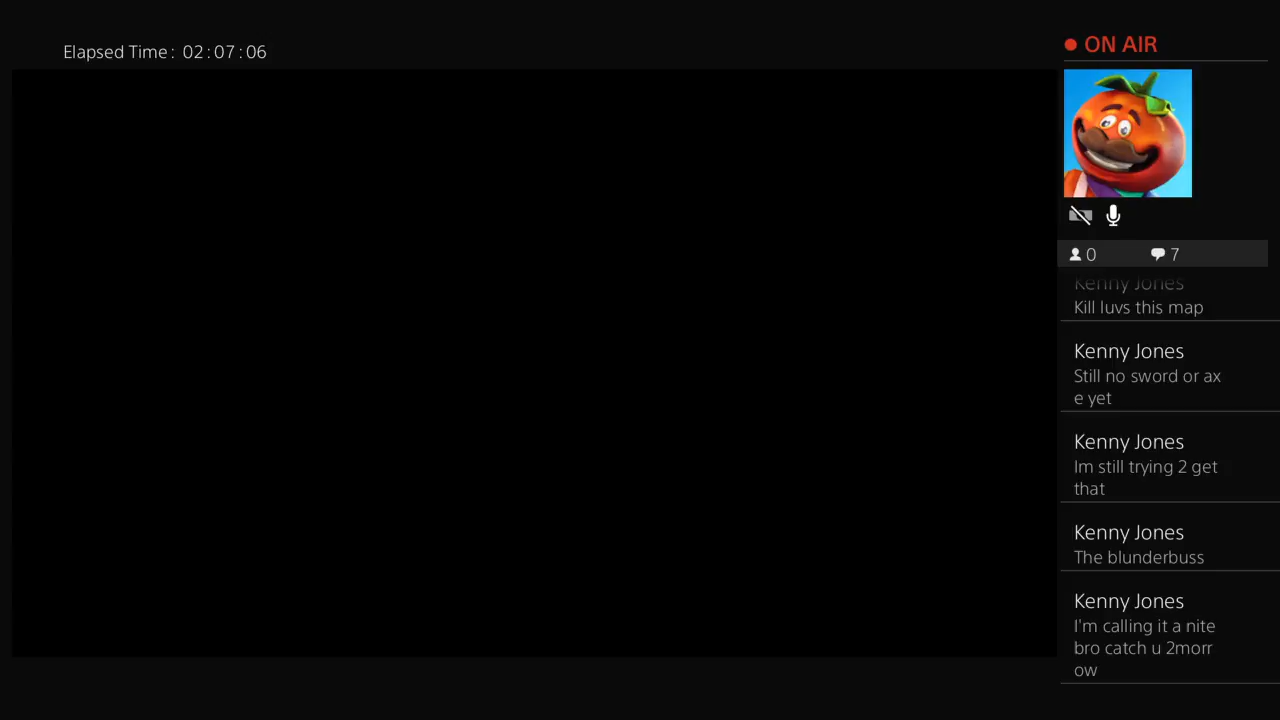 Elapsed Time: 02:07:06
ON AIR
0 7
Kenny Jones
Kill luvs this map
Kenny Jones
Still no sword or ax
e yet
Kenny Jones
Im still trying 2 get
that
Kenny Jones
The blunderbuss
Kenny Jones
I'm calling it a nite
bro catch u 2morr
ow